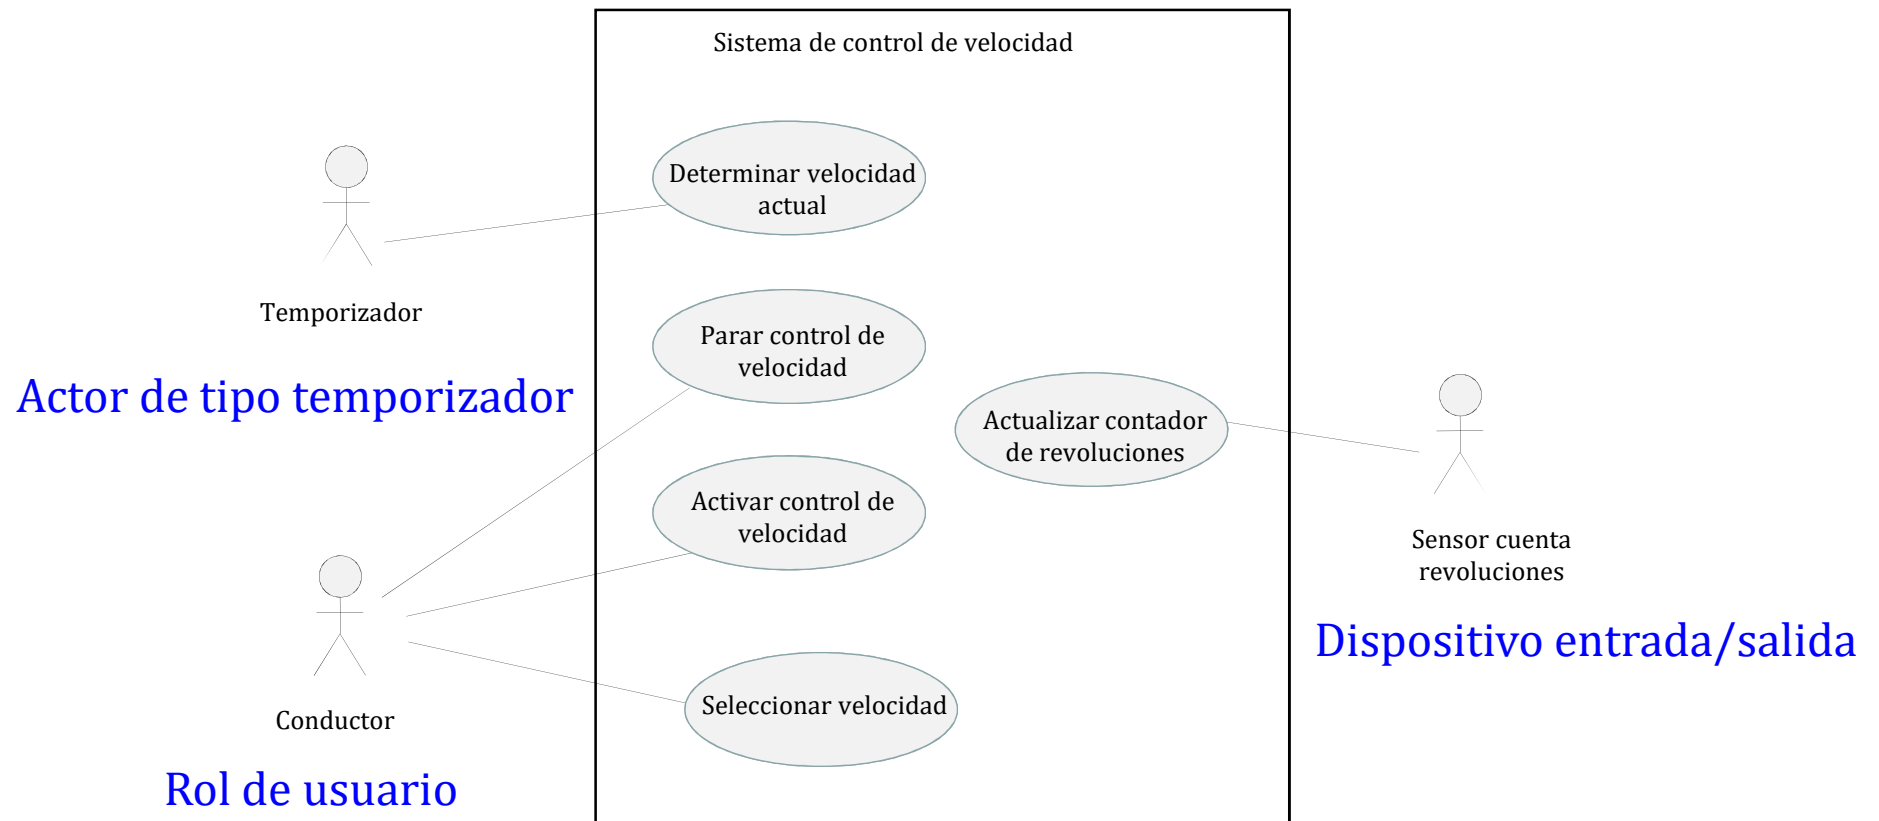 Sistema de control de velocidad
Determinar velocidad
actual
Temporizador
Actor de tipo temporizador
Parar control de
velocidad
Actualizar contador
de revoluciones
Activar control de
velocidad
Sensor cuenta
revoluciones
Dispositivo entrada/salida
Seleccionar velocidad
Conductor
Rol de usuario